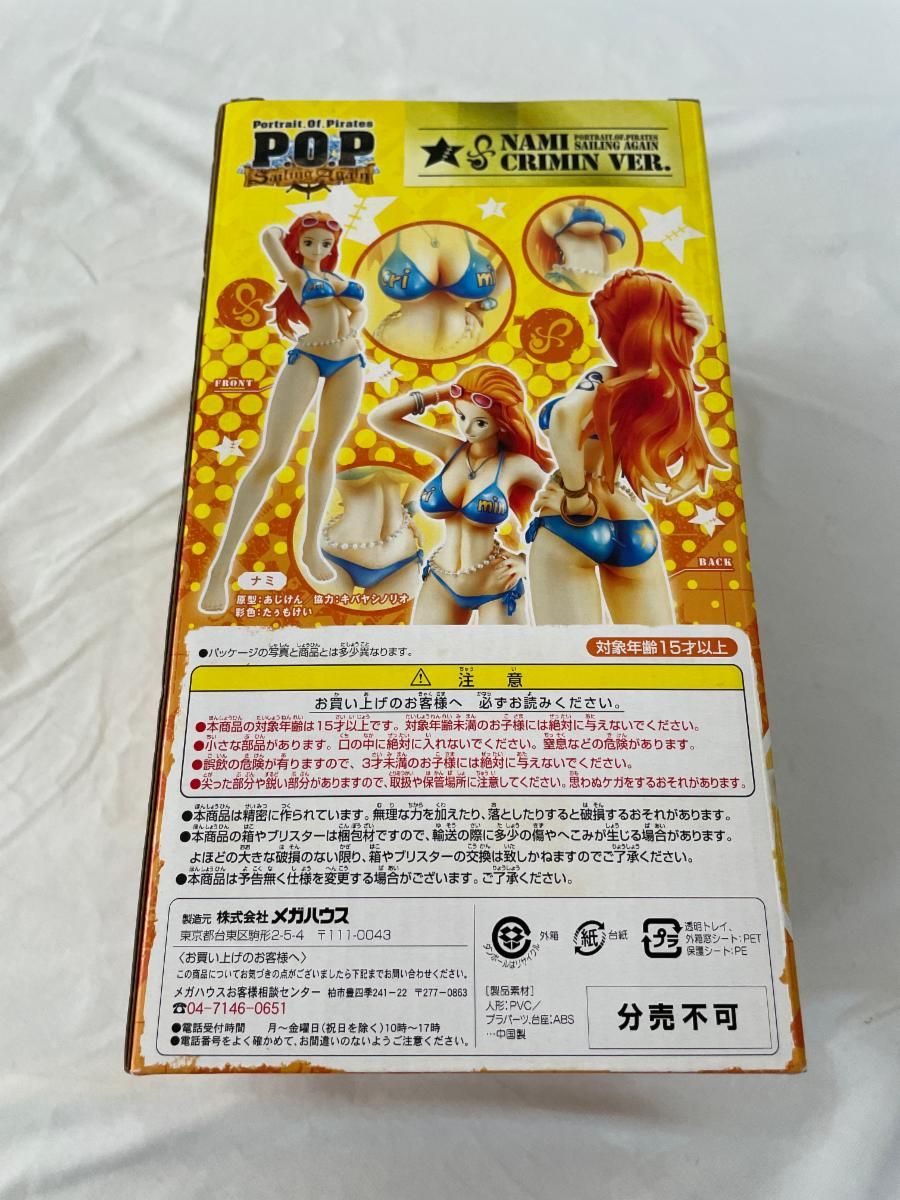 Portrait.Of.Pirates
P.O.P
Sailing Again
NAMI PORTRAIT.OF.PIRATES SAILING AGAIN
CRIMIN VER.
ri
min
FRONT
ri
min
BACK
ナミ
原型:あじけん/協力:キバヤシノリオ
彩色:たぅもけい
●パッケージの写真と商品とは多少異なります。
対象年齢15才以上
注意
お買い上げのお客様へ 必ずお読みください。
●本商品の対象年齢は15才以上です。対象年齢未満のお子様には絶対に与えないでください。
●小さな部品があります。口の中に絶対に入れないでください。窒息などの危険があります。
●誤飲の危険が有りますので、3才未満のお子様には絶対に与えないでください。
●尖った部分や鋭い部分がありますので、取扱や保管場所に注意してください。思わぬケガをするおそれがあります。
●本商品は精密に作られています。無理な力を加えたり、落としたりすると破損するおそれがあります。
●本商品の箱やブリスターは梱包材ですので、輸送の際に多少の傷やへこみが生じる場合があります。
よほどの大きな破損のない限り、箱やブリスターの交換は致しかねますのでご了承ください。
●本商品は予告無く仕様を変更する場合がございます。ご了承ください。
製造元 株式会社 メガハウス
東京都台東区駒形2-5-4 〒111-0043
〈お買い上げのお客様へ〉
この商品についてお気づきの点がございましたら下記までお問い合わせください。
メガハウスお客様相談センター 柏市豊四季241-22 〒277-0863
☎04-7146-0651
●電話受付時間 月〜金曜日(祝日を除く)10時〜17時
●電話番号をよく確かめて、お間違いのないようご注意ください。
ダンボールはリサイクル
外箱
紙
台紙
プラ
透明トレイ、
外箱窓シート:PET
保護シート:PE
[製品素材]
人形:PVC/
プラパーツ、台座:ABS
…中国製
分売不可